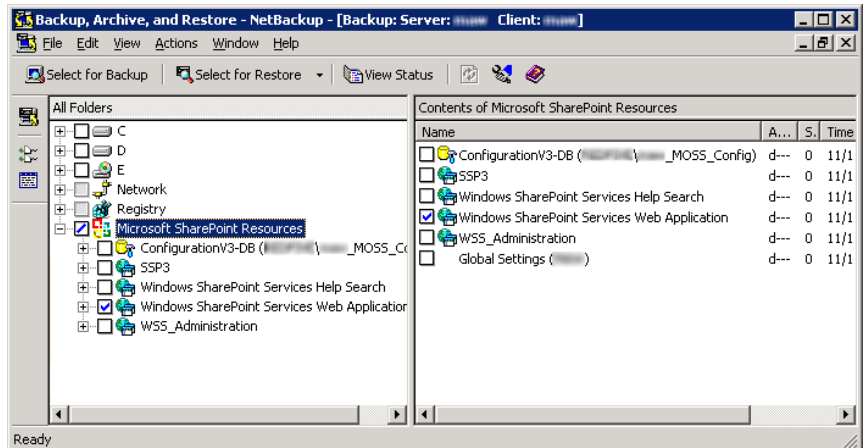 Backup, Archive, and Restore - NetBackup - [Backup: Server: Client: ]
File Edit View Actions Window Help
Select for Backup Select for Restore View Status
All Folders
Contents of Microsoft SharePoint Resources
Name A... S. Time
C
D
E
Network
Registry
Microsoft SharePoint Resources
ConfigurationV3-DB ( \ _MOSS_Co
SSP3
Windows SharePoint Services Help Search
Windows SharePoint Services Web Application
WSS_Administration
ConfigurationV3-DB ( \ _MOSS_Config) d--- 0 11/1
SSP3 d--- 0 11/1
Windows SharePoint Services Help Search d--- 0 11/1
Windows SharePoint Services Web Application d--- 0 11/1
WSS_Administration d--- 0 11/1
Global Settings ( ) d--- 0 11/1
Ready